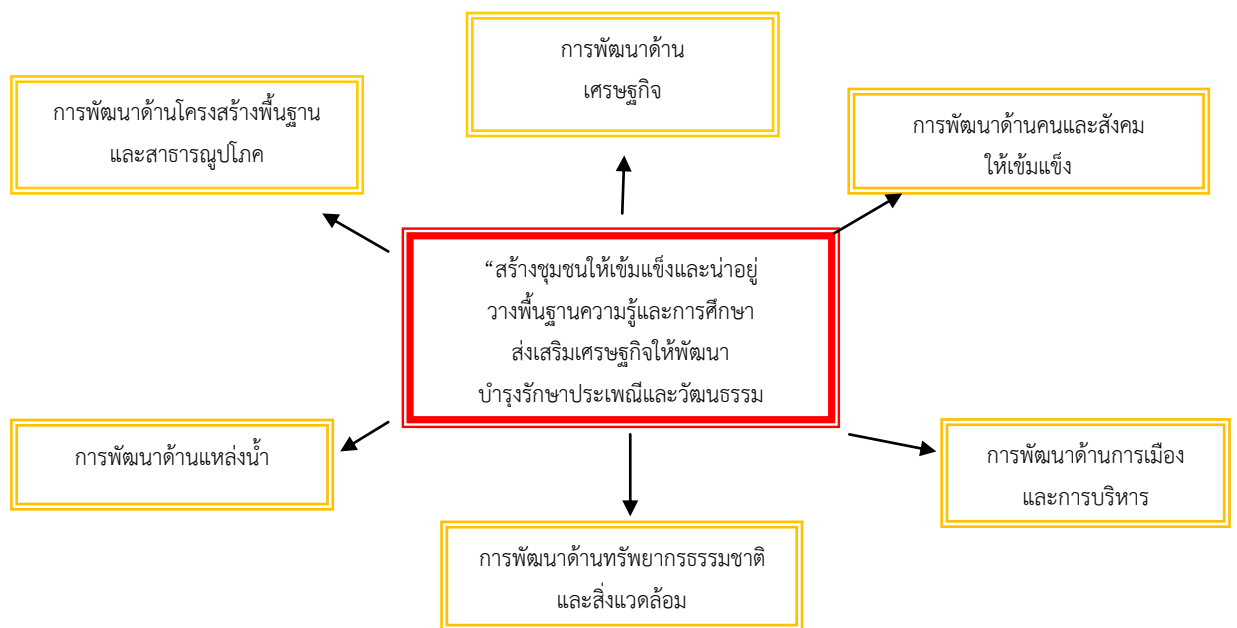 การพัฒนาด้าน
เศรษฐกิจ
การพัฒนาด้านโครงสร้างพื้นฐาน
และสาธารณูปโภค
การพัฒนาด้านคนและสังคม
ให้เข้มแข็ง
“สร้างชุมชนให้เข้มแข็งและน่าอยู่
วางพื้นฐานความรู้และการศึกษา
ส่งเสริมเศรษฐกิจให้พัฒนา
บำรุงรักษาประเพณีและวัฒนธรรม
การพัฒนาด้านแหล่งน้ำ
การพัฒนาด้านการเมือง
และการบริหาร
การพัฒนาด้านทรัพยากรธรรมชาติ
และสิ่งแวดล้อม